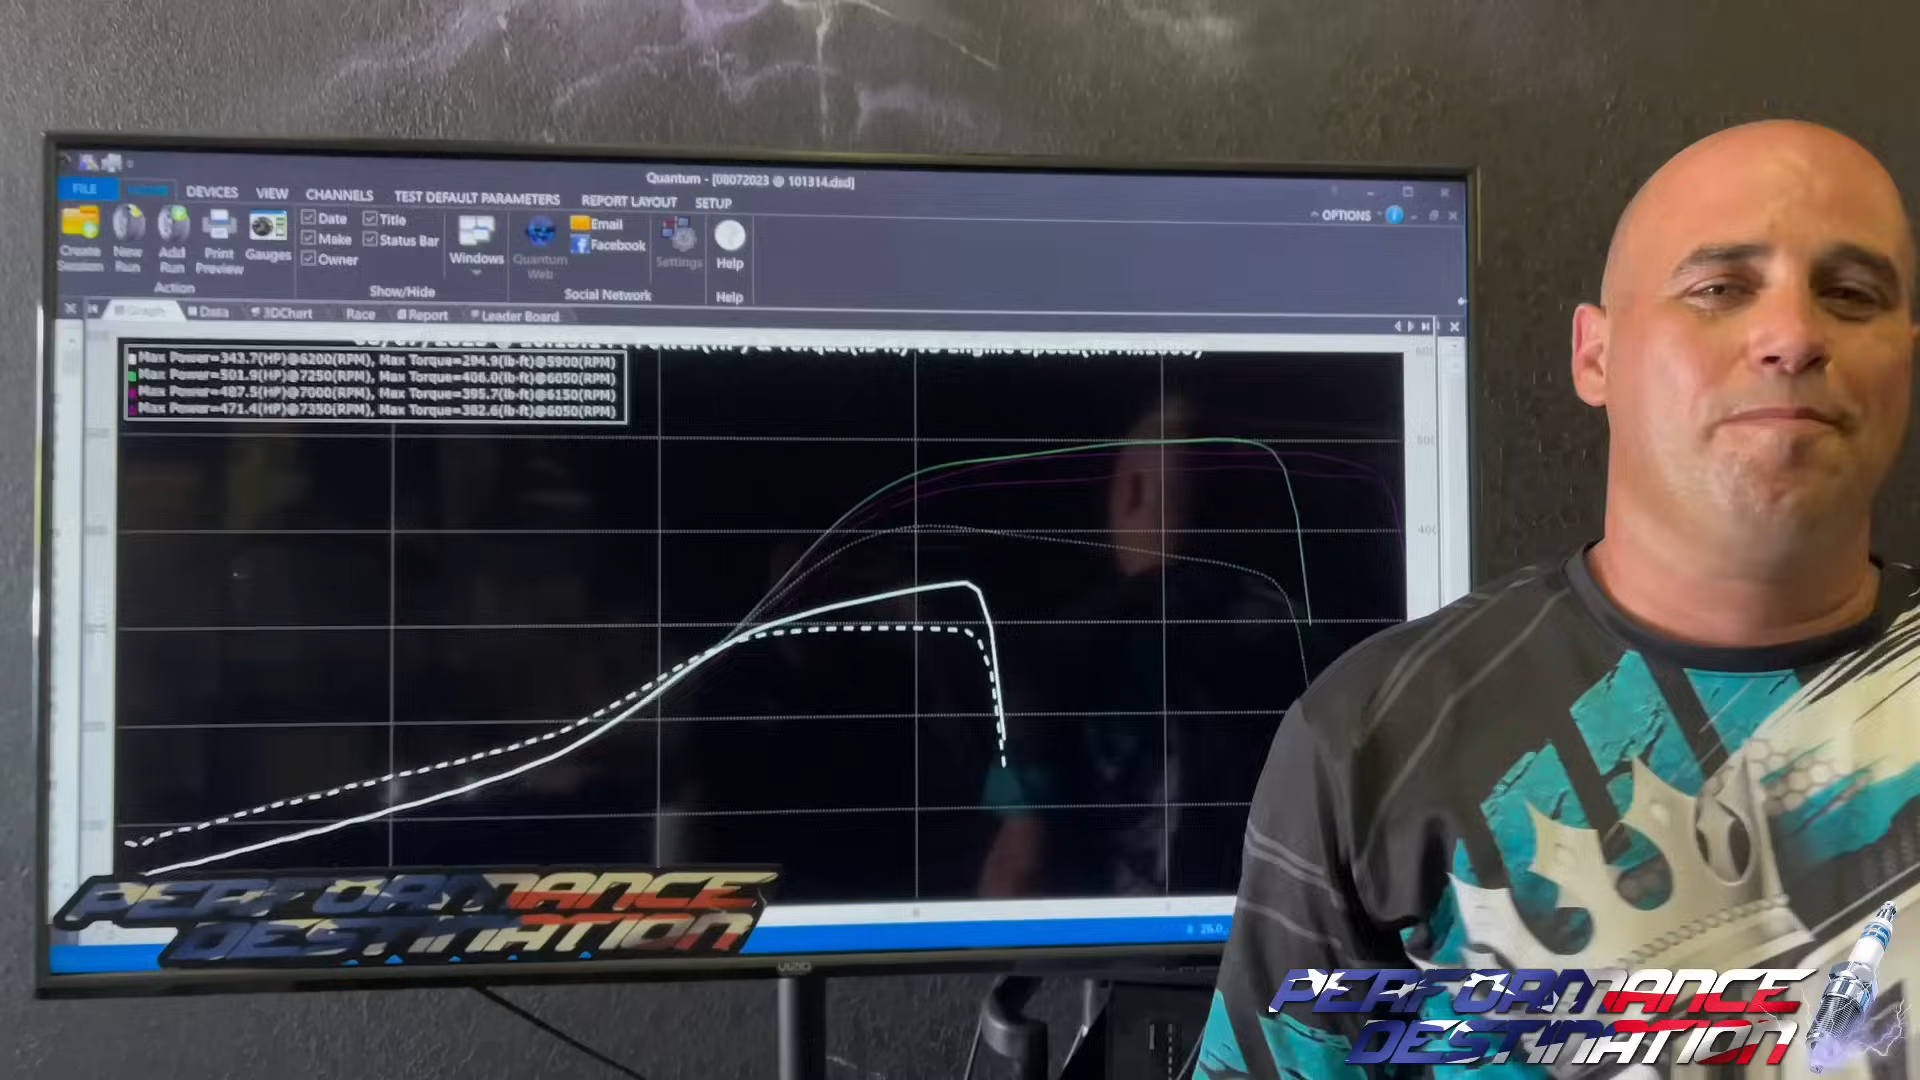 Quantum - [08072023 @ 101314.dsd]
FILE HOME DEVICES VIEW CHANNELS TEST DEFAULT PARAMETERS REPORT LAYOUT SETUP
OPTIONS
Create Session
New Run
Add Run
Print Preview
Gauges
Action
Date
Make
Owner
Title
Status Bar
Show/Hide
Windows
Quantum Web
Email
Facebook
Social Network
Settings
Help
Help
Graph Data 3DChart Race Report Leader Board
Max Power=343.7(HP)@6200(RPM), Max Torque=294.9(lb-ft)@5900(RPM)
Max Power=501.9(HP)@7250(RPM), Max Torque=406.0(lb-ft)@6050(RPM)
Max Power=487.5(HP)@7000(RPM), Max Torque=395.7(lb-ft)@6150(RPM)
Max Power=471.4(HP)@7350(RPM), Max Torque=382.6(lb-ft)@6050(RPM)
PERFORMANCE
DESTINATION
VIZIO
PERFORMANCE
DESTINATION